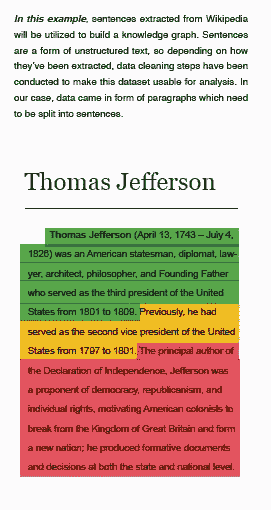 In this example, sentences extracted from Wikipedia
will be utilized to build a knowledge graph. Sentences
are a form of unstructured text, so depending on how
they've been extracted, data cleaning steps have been
conducted to make this dataset usable for analysis. In
our case, data came in form of paragraphs which need
to be split into sentences.
Thomas Jefferson
Thomas Jefferson (April 13, 1743 – July 4,
1826) was an American statesman, diplomat, law-
yer, architect, philosopher, and Founding Father
who served as the third president of the United
States from 1801 to 1809. Previously, he had
served as the second vice president of the United
States from 1797 to 1801. The principal author of
the Declaration of Independence, Jefferson was
a proponent of democracy, republicanism, and
individual rights, motivating American colonists to
break from the Kingdom of Great Britain and form
a new nation; he produced formative documents
and decisions at both the state and national level.